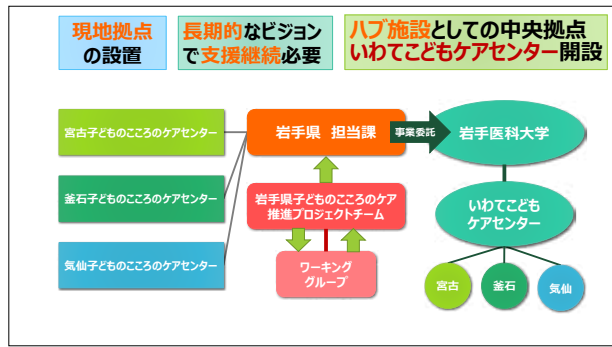 現地拠点
の設置
長期的なビジョン
で支援継続必要
ハブ施設としての中央拠点
いわてこどもケアセンター開設
宮古子どものこころのケアセンター
釜石子どものこころのケアセンター
気仙子どものこころのケアセンター
岩手県 担当課
事業委託
岩手医科大学
岩手県子どものこころのケア
推進プロジェクトチーム
ワーキング
グループ
いわてこども
ケアセンター
宮古
釜石
気仙